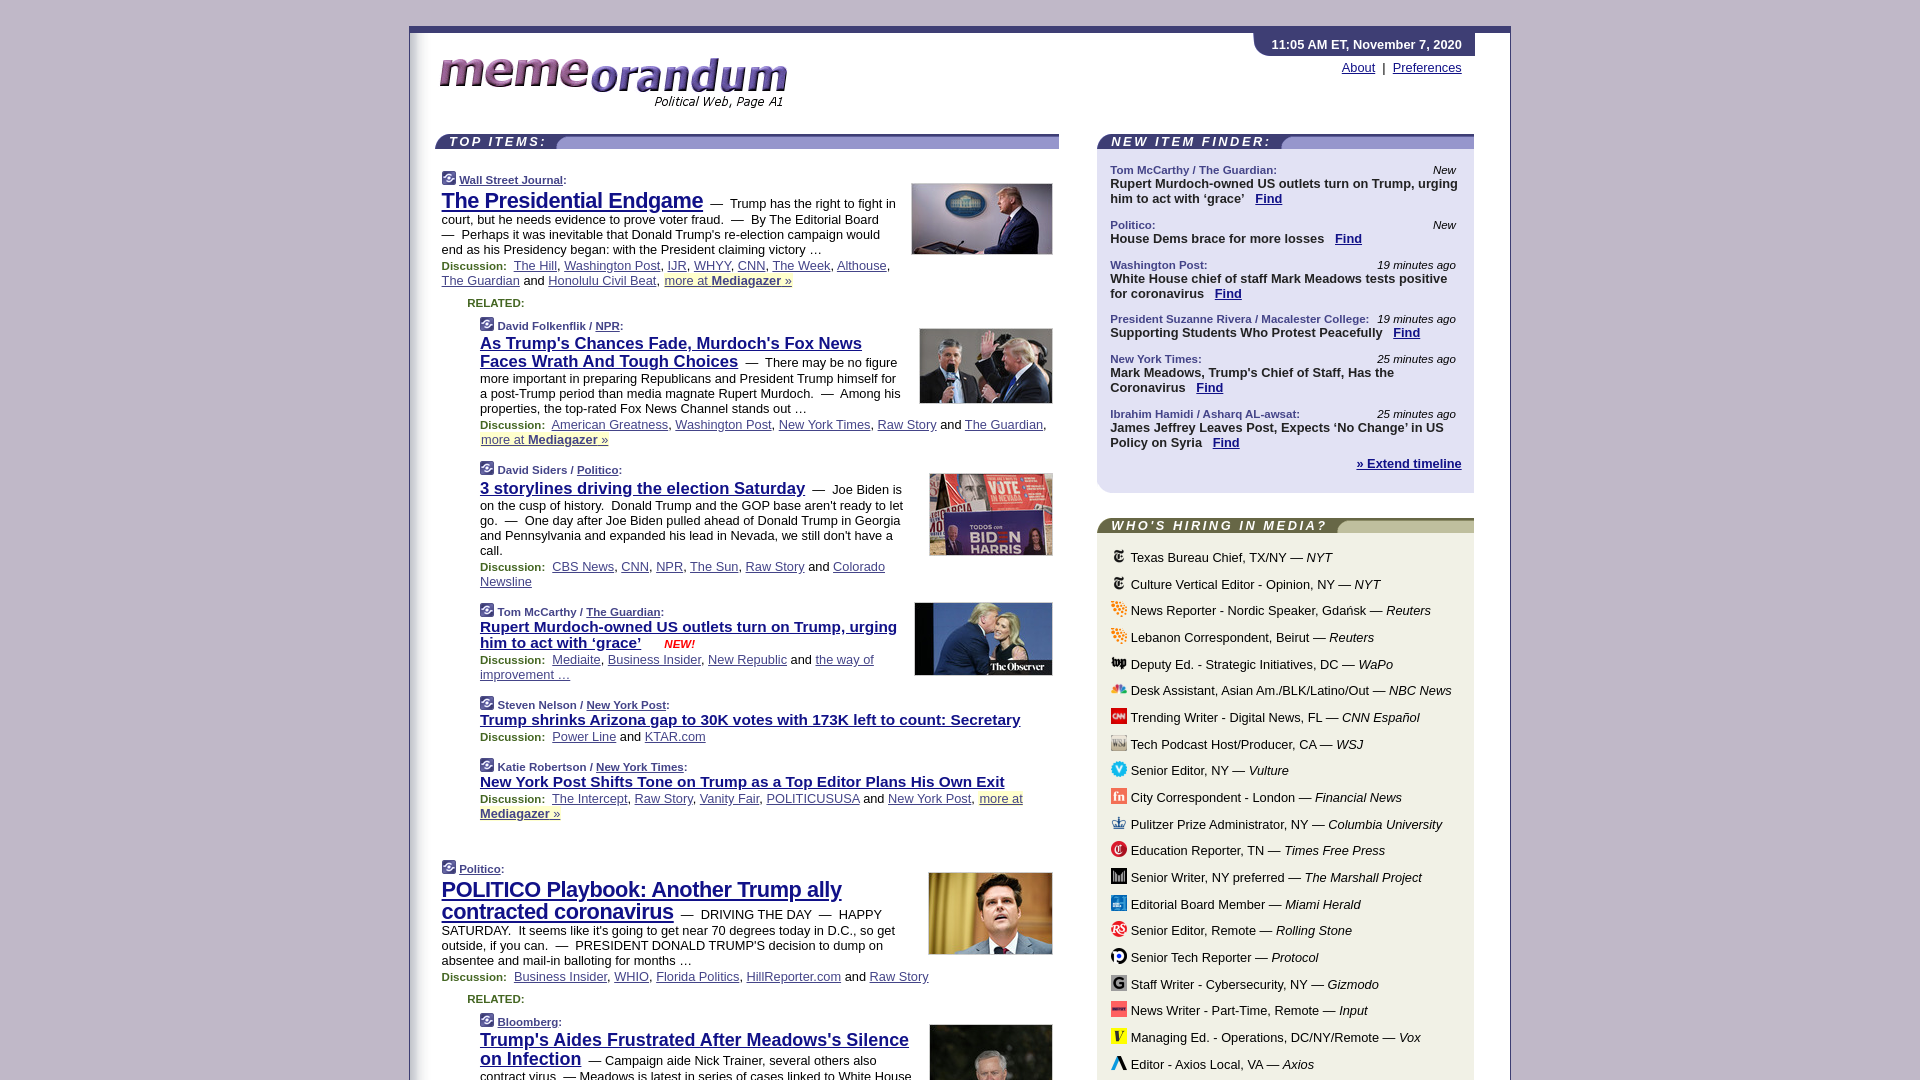 11:05 AM ET, November 7, 2020
About | Preferences
memeorandum
Political Web, Page A1
TOP ITEMS:
Wall Street Journal:
The Presidential Endgame — Trump has the right to fight in
court, but he needs evidence to prove voter fraud. — By The Editorial Board
— Perhaps it was inevitable that Donald Trump's re-election campaign would
end as his Presidency began: with the President claiming victory …
Discussion: The Hill, Washington Post, IJR, WHYY, CNN, The Week, Althouse,
The Guardian and Honolulu Civil Beat, more at Mediagazer »
RELATED:
David Folkenflik / NPR:
As Trump's Chances Fade, Murdoch's Fox News
Faces Wrath And Tough Choices — There may be no figure
more important in preparing Republicans and President Trump himself for
a post-Trump period than media magnate Rupert Murdoch. — Among his
properties, the top-rated Fox News Channel stands out …
Discussion: American Greatness, Washington Post, New York Times, Raw Story and The Guardian,
more at Mediagazer »
David Siders / Politico:
3 storylines driving the election Saturday — Joe Biden is
on the cusp of history. Donald Trump and the GOP base aren't ready to let
go. — One day after Joe Biden pulled ahead of Donald Trump in Georgia
and Pennsylvania and expanded his lead in Nevada, we still don't have a
call.
Discussion: CBS News, CNN, NPR, The Sun, Raw Story and Colorado
Newsline
VOTE
IN NEVADA
TODOS con
BIDEN
HARRIS
Tom McCarthy / The Guardian:
Rupert Murdoch-owned US outlets turn on Trump, urging
him to act with ‘grace’ NEW!
Discussion: Mediaite, Business Insider, New Republic and the way of
improvement …
The Observer
Steven Nelson / New York Post:
Trump shrinks Arizona gap to 30K votes with 173K left to count: Secretary
Discussion: Power Line and KTAR.com
Katie Robertson / New York Times:
New York Post Shifts Tone on Trump as a Top Editor Plans His Own Exit
Discussion: The Intercept, Raw Story, Vanity Fair, POLITICUSUSA and New York Post, more at
Mediagazer »
Politico:
POLITICO Playbook: Another Trump ally
contracted coronavirus — DRIVING THE DAY — HAPPY
SATURDAY. It seems like it's going to get near 70 degrees today in D.C., so get
outside, if you can. — PRESIDENT DONALD TRUMP'S decision to dump on
absentee and mail-in balloting for months …
Discussion: Business Insider, WHIO, Florida Politics, HillReporter.com and Raw Story
RELATED:
Bloomberg:
Trump's Aides Frustrated After Meadows's Silence
on Infection — Campaign aide Nick Trainer, several others also
contract virus — Meadows is latest in series of cases linked to White House
NEW ITEM FINDER:
Tom McCarthy / The Guardian: New
Rupert Murdoch-owned US outlets turn on Trump, urging
him to act with ‘grace’ Find
Politico: New
House Dems brace for more losses Find
Washington Post: 19 minutes ago
White House chief of staff Mark Meadows tests positive
for coronavirus Find
President Suzanne Rivera / Macalester College: 19 minutes ago
Supporting Students Who Protest Peacefully Find
New York Times: 25 minutes ago
Mark Meadows, Trump's Chief of Staff, Has the
Coronavirus Find
Ibrahim Hamidi / Asharq AL-awsat: 25 minutes ago
James Jeffrey Leaves Post, Expects ‘No Change’ in US
Policy on Syria Find
» Extend timeline
WHO'S HIRING IN MEDIA?
Texas Bureau Chief, TX/NY — NYT
Culture Vertical Editor - Opinion, NY — NYT
News Reporter - Nordic Speaker, Gdańsk — Reuters
Lebanon Correspondent, Beirut — Reuters
Deputy Ed. - Strategic Initiatives, DC — WaPo
Desk Assistant, Asian Am./BLK/Latino/Out — NBC News
Trending Writer - Digital News, FL — CNN Español
Tech Podcast Host/Producer, CA — WSJ
Senior Editor, NY — Vulture
City Correspondent - London — Financial News
Pulitzer Prize Administrator, NY — Columbia University
Education Reporter, TN — Times Free Press
Senior Writer, NY preferred — The Marshall Project
Editorial Board Member — Miami Herald
Senior Editor, Remote — Rolling Stone
Senior Tech Reporter — Protocol
Staff Writer - Cybersecurity, NY — Gizmodo
News Writer - Part-Time, Remote — Input
Managing Ed. - Operations, DC/NY/Remote — Vox
Editor - Axios Local, VA — Axios